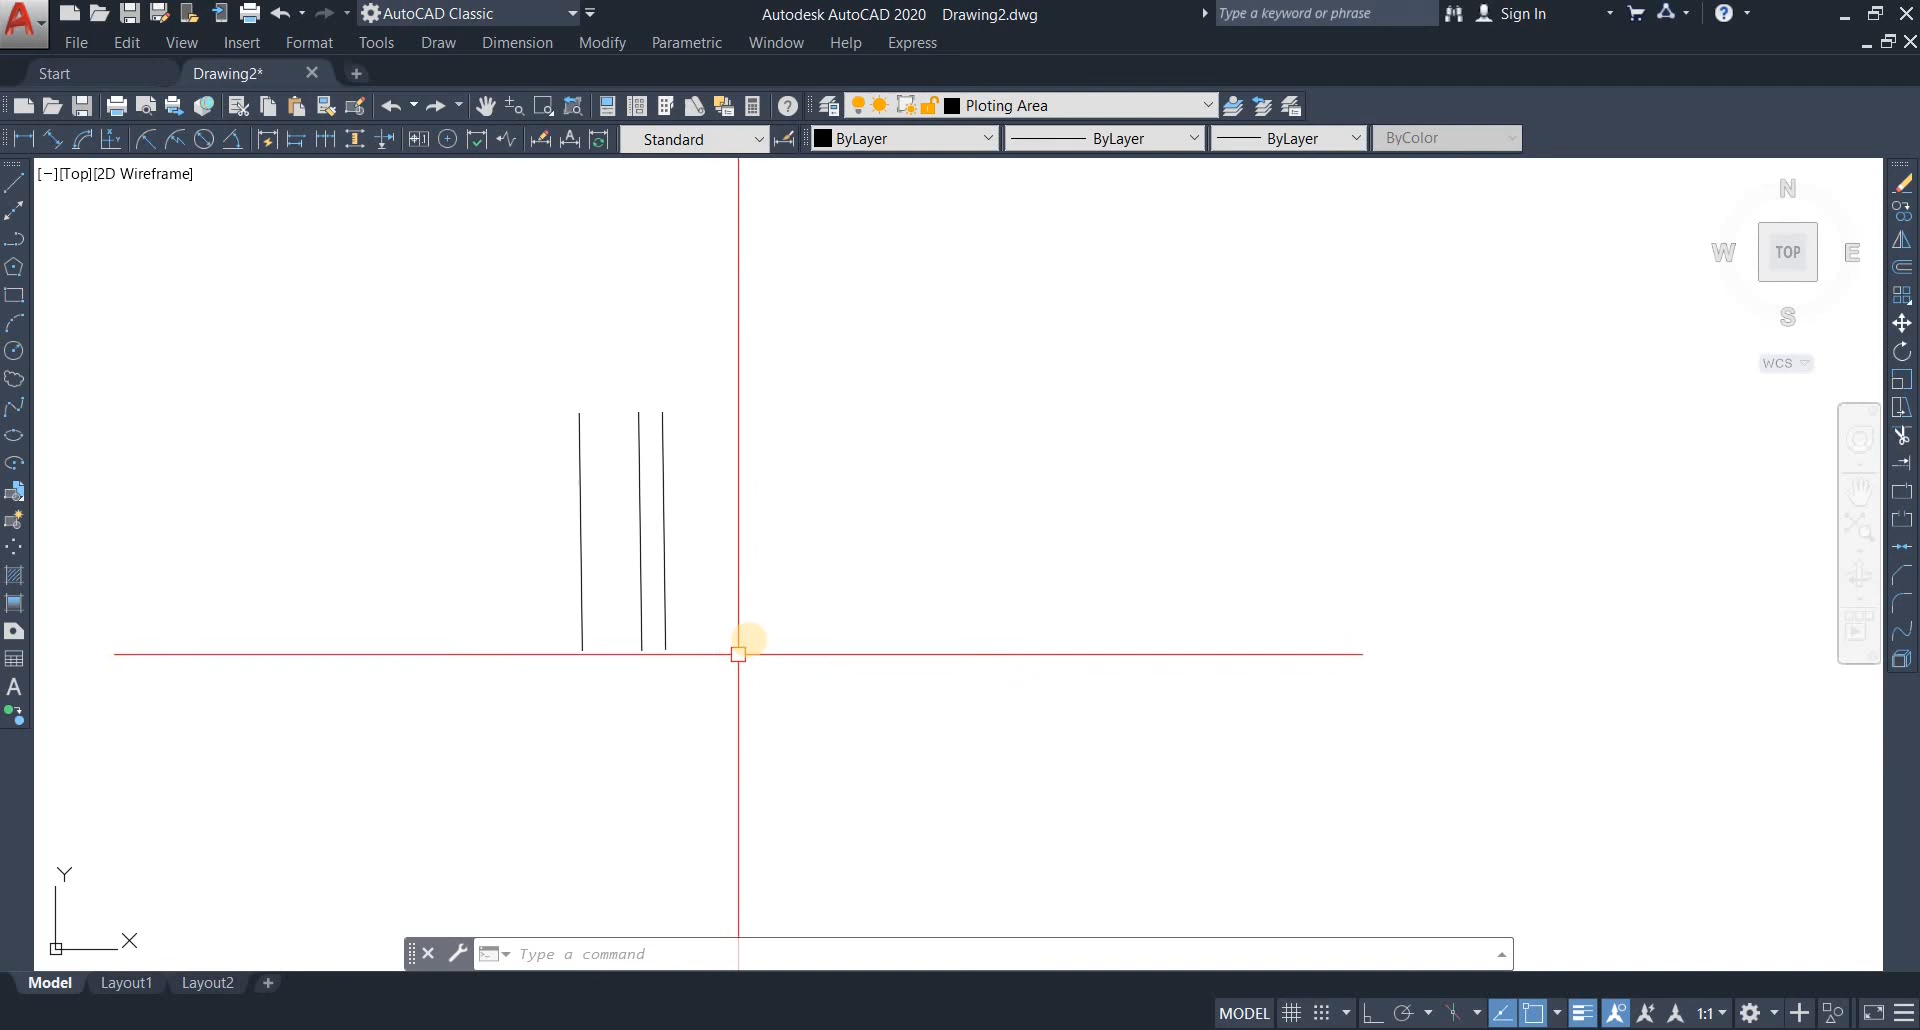 AutoCAD Classic Autodesk AutoCAD 2020 Drawing2.dwg Type a keyword or phrase Sign In
File Edit View Insert Format Tools Draw Dimension Modify Parametric Window Help Express
Start Drawing2*
Ploting Area
Standard ByLayer ByLayer ByLayer ByColor
[−][Top][2D Wireframe]
N
W TOP E
S
WCS
A
Y
X
Type a command
Model Layout1 Layout2
MODEL 1:1